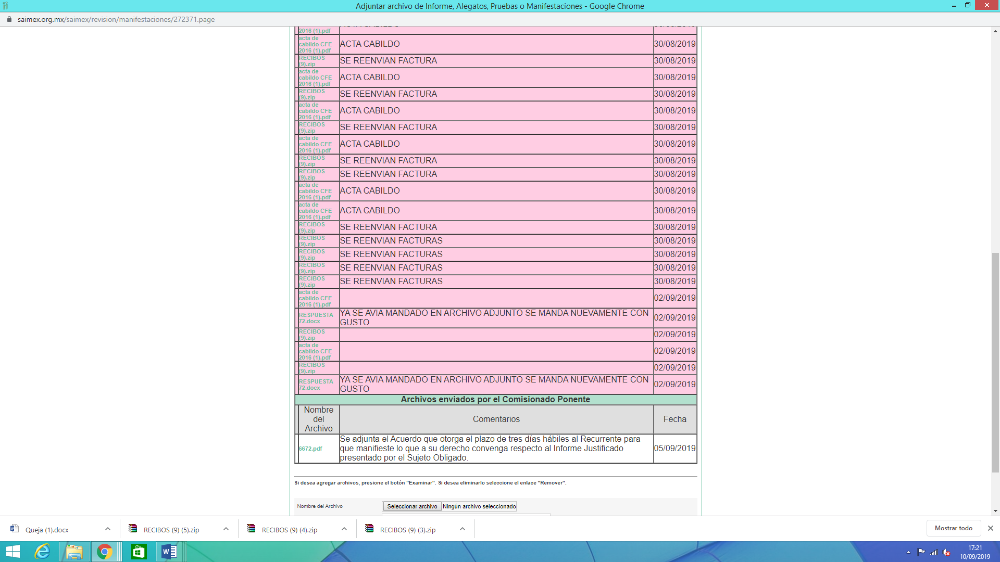 Adjuntar archivo de Informe, Alegatos, Pruebas o Manifestaciones - Google Chrome
saimex.org.mx/saimex/revision/manifestaciones/272371.page
2016 (1).pdf
acta de
cabildo CFE
2016 (1).pdf
ACTA CABILDO
30/08/2019
RECIBOS
(9).zip
SE REENVIAN FACTURA
30/08/2019
acta de
cabildo CFE
2016 (1).pdf
ACTA CABILDO
30/08/2019
RECIBOS
(9).zip
SE REENVIAN FACTURA
30/08/2019
acta de
cabildo CFE
2016 (1).pdf
ACTA CABILDO
30/08/2019
RECIBOS
(9).zip
SE REENVIAN FACTURA
30/08/2019
acta de
cabildo CFE
2016 (1).pdf
ACTA CABILDO
30/08/2019
RECIBOS
(9).zip
SE REENVIAN FACTURA
30/08/2019
RECIBOS
(9).zip
SE REENVIAN FACTURA
30/08/2019
acta de
cabildo CFE
2016 (1).pdf
ACTA CABILDO
30/08/2019
acta de
cabildo CFE
2016 (1).pdf
ACTA CABILDO
30/08/2019
RECIBOS
(9).zip
SE REENVIAN FACTURA
30/08/2019
RECIBOS
(9).zip
SE REENVIAN FACTURAS
30/08/2019
RECIBOS
(9).zip
SE REENVIAN FACTURAS
30/08/2019
RECIBOS
(9).zip
SE REENVIAN FACTURAS
30/08/2019
RECIBOS
(9).zip
SE REENVIAN FACTURAS
30/08/2019
acta de
cabildo CFE
2016 (1).pdf
02/09/2019
RESPUESTA
72.docx
YA SE AVIA MANDADO EN ARCHIVO ADJUNTO SE MANDA NUEVAMENTE CON
GUSTO
02/09/2019
RECIBOS
(9).zip
02/09/2019
acta de
cabildo CFE
2016 (1).pdf
02/09/2019
RECIBOS
(9).zip
02/09/2019
RESPUESTA
72.docx
YA SE AVIA MANDADO EN ARCHIVO ADJUNTO SE MANDA NUEVAMENTE CON
GUSTO
02/09/2019
Archivos enviados por el Comisionado Ponente
Nombre
del
Archivo
Comentarios
Fecha
6672.pdf
Se adjunta el Acuerdo que otorga el plazo de tres días hábiles al Recurrente para
que manifieste lo que a su derecho convenga respecto al Informe Justificado
presentado por el Sujeto Obligado.
05/09/2019
Si desea agregar archivos, presione el botón "Examinar". Si desea eliminarlo seleccione el enlace "Remover".
Nombre del Archivo
Seleccionar archivo Ningún archivo seleccionado
Queja (1).docx
RECIBOS (9) (5).zip
RECIBOS (9) (4).zip
RECIBOS (9) (3).zip
Mostrar todo
17:21
10/09/2019